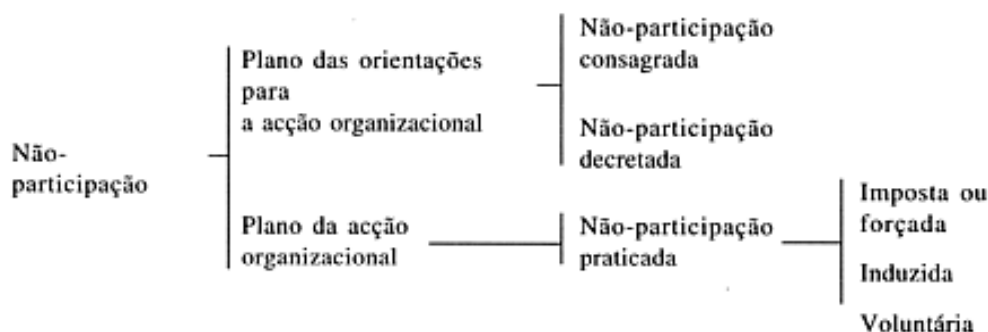 Não-
participação
Plano das orientações
para
a acção organizacional
Plano da acção
organizacional
Não-participação
consagrada
Não-participação
decretada
Não-participação
praticada
Imposta ou
forçada
Induzida
Voluntária